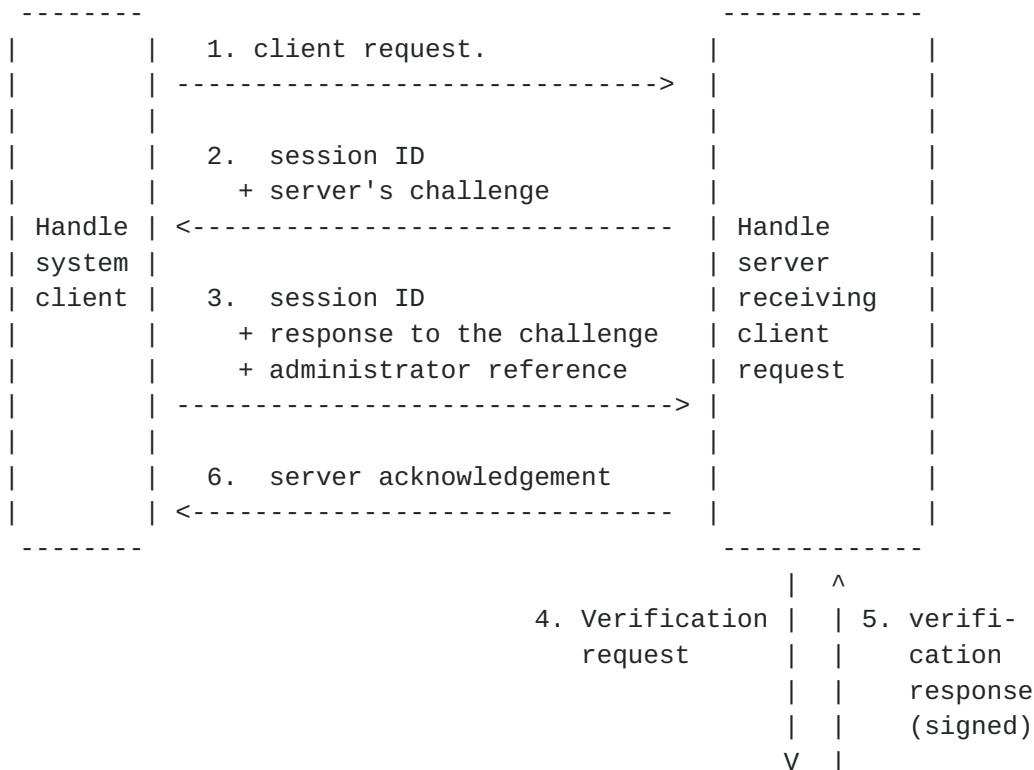 1. client request.
2. session ID
+ server's challenge
Handle
system
client
Handle
server
receiving
client
request
3. session ID
+ response to the challenge
+ administrator reference
6. server acknowledgement
4. Verification
request
5. verifi-
cation
response
(signed)